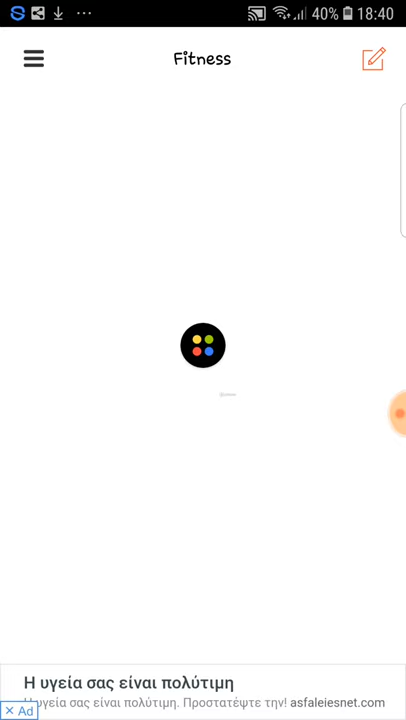 40% 18:40
Fitness
Η υγεία σας είναι πολύτιμη
υγεία σας είναι πολύτιμη. Προστατέψτε την! asfaleiesnet.com
Ad